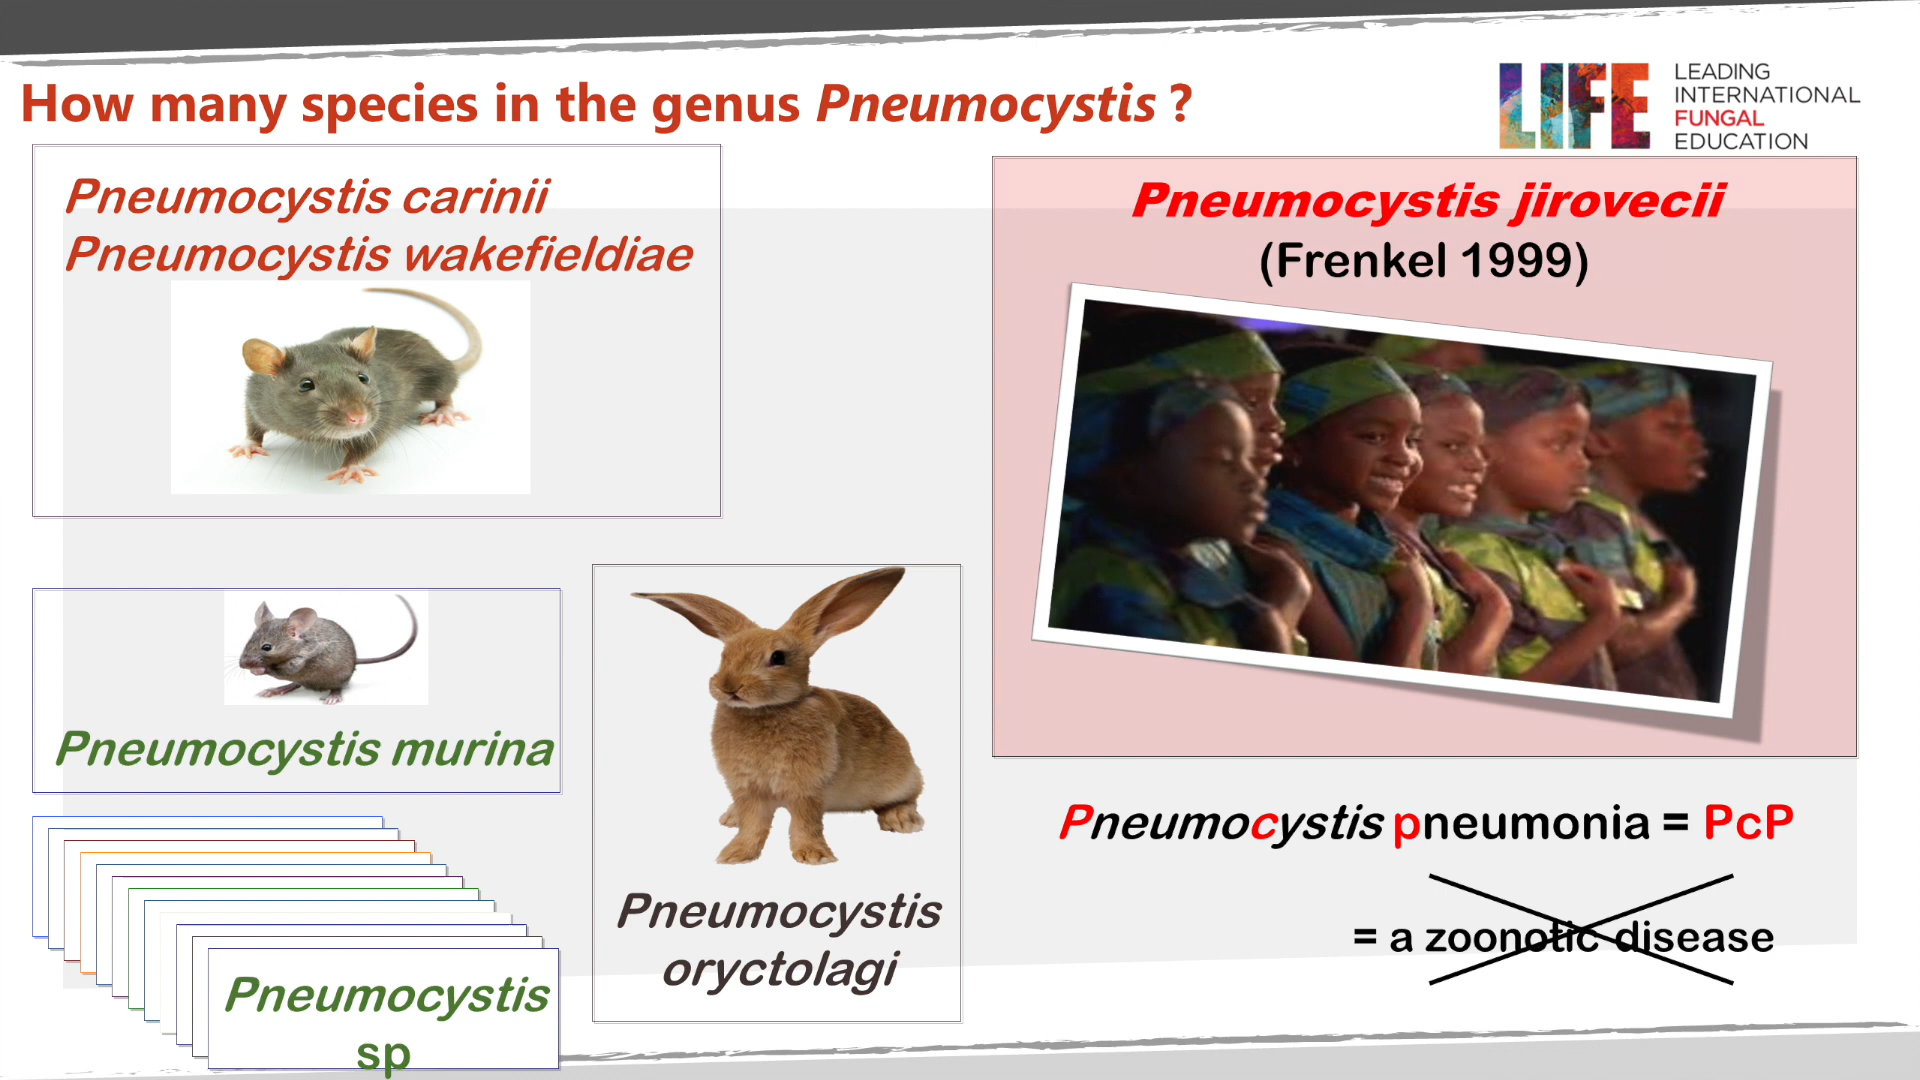 How many species in the genus Pneumocystis ?
LIFE
LEADING
INTERNATIONAL
FUNGAL
EDUCATION
Pneumocystis carinii
Pneumocystis wakefieldiae
Pneumocystis jirovecii
(Frenkel 1999)
Pneumocystis murina
Pneumocystis
oryctolagi
Pneumocystis
sp
Pneumocystis pneumonia = PcP
= a zoonotic disease